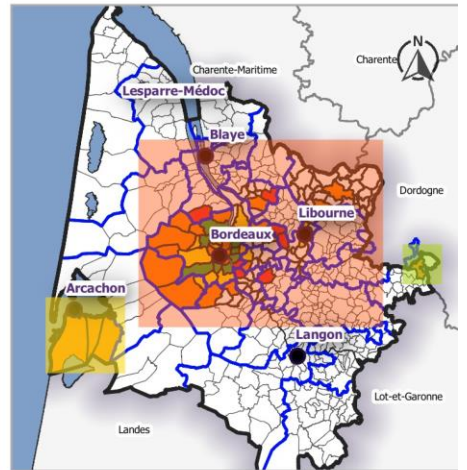 Charente-Maritime
Charente
N
Lesparre-Médoc
Blaye
Dordogne
Libourne
Bordeaux
Arcachon
Langon
Lot-et-Garonne
Landes